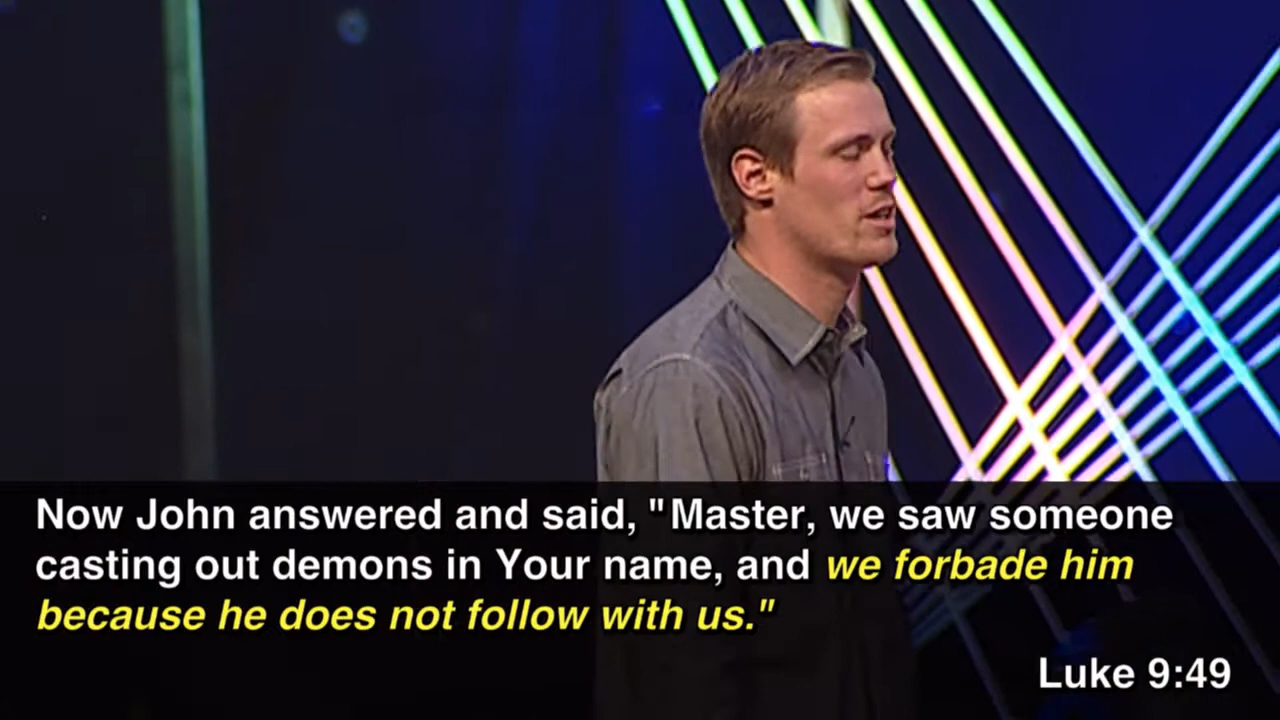 Now John answered and said, "Master, we saw someone
casting out demons in Your name, and we forbade him
because he does not follow with us."
Luke 9:49